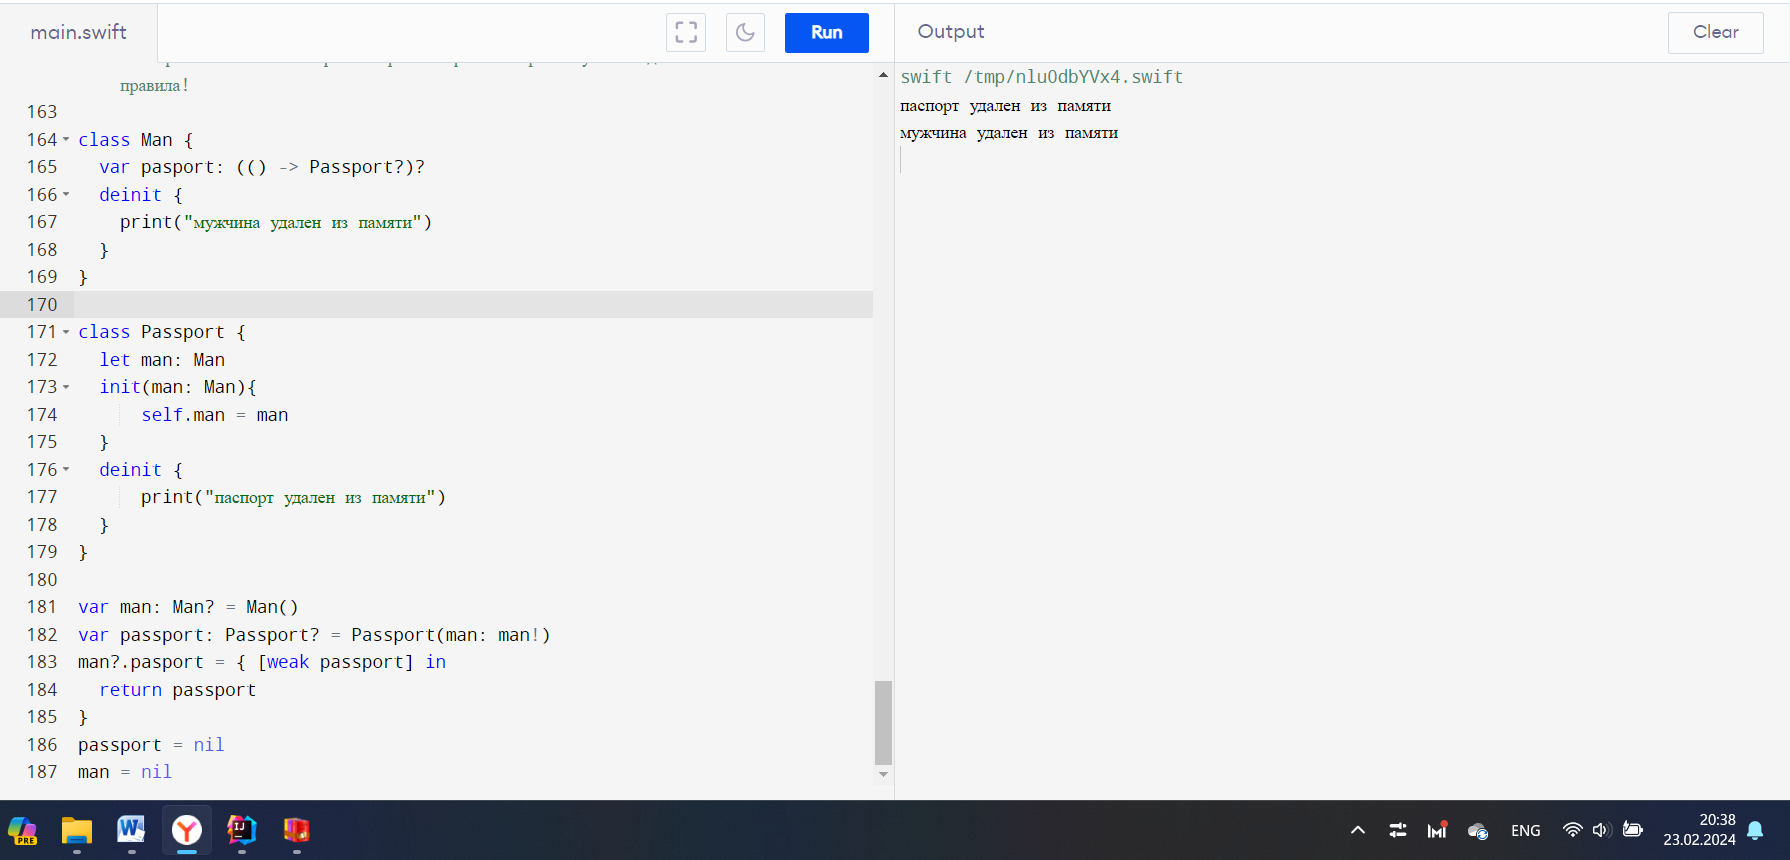 main.swift
Run
Output
Clear
правила!
163
164 class Man {
165 var pasport: (() -> Passport?)?
166 deinit {
167 print("мужчина удален из памяти")
168 }
169 }
170
171 class Passport {
172 let man: Man
173 init(man: Man){
174 self.man = man
175 }
176 deinit {
177 print("паспорт удален из памяти")
178 }
179 }
180
181 var man: Man? = Man()
182 var passport: Passport? = Passport(man: man!)
183 man?.pasport = { [weak passport] in
184 return passport
185 }
186 passport = nil
187 man = nil
swift /tmp/nluOdbYVx4.swift
паспорт удален из памяти
мужчина удален из памяти
PRE
W
Y
IJ
ENG
20:38
23.02.2024